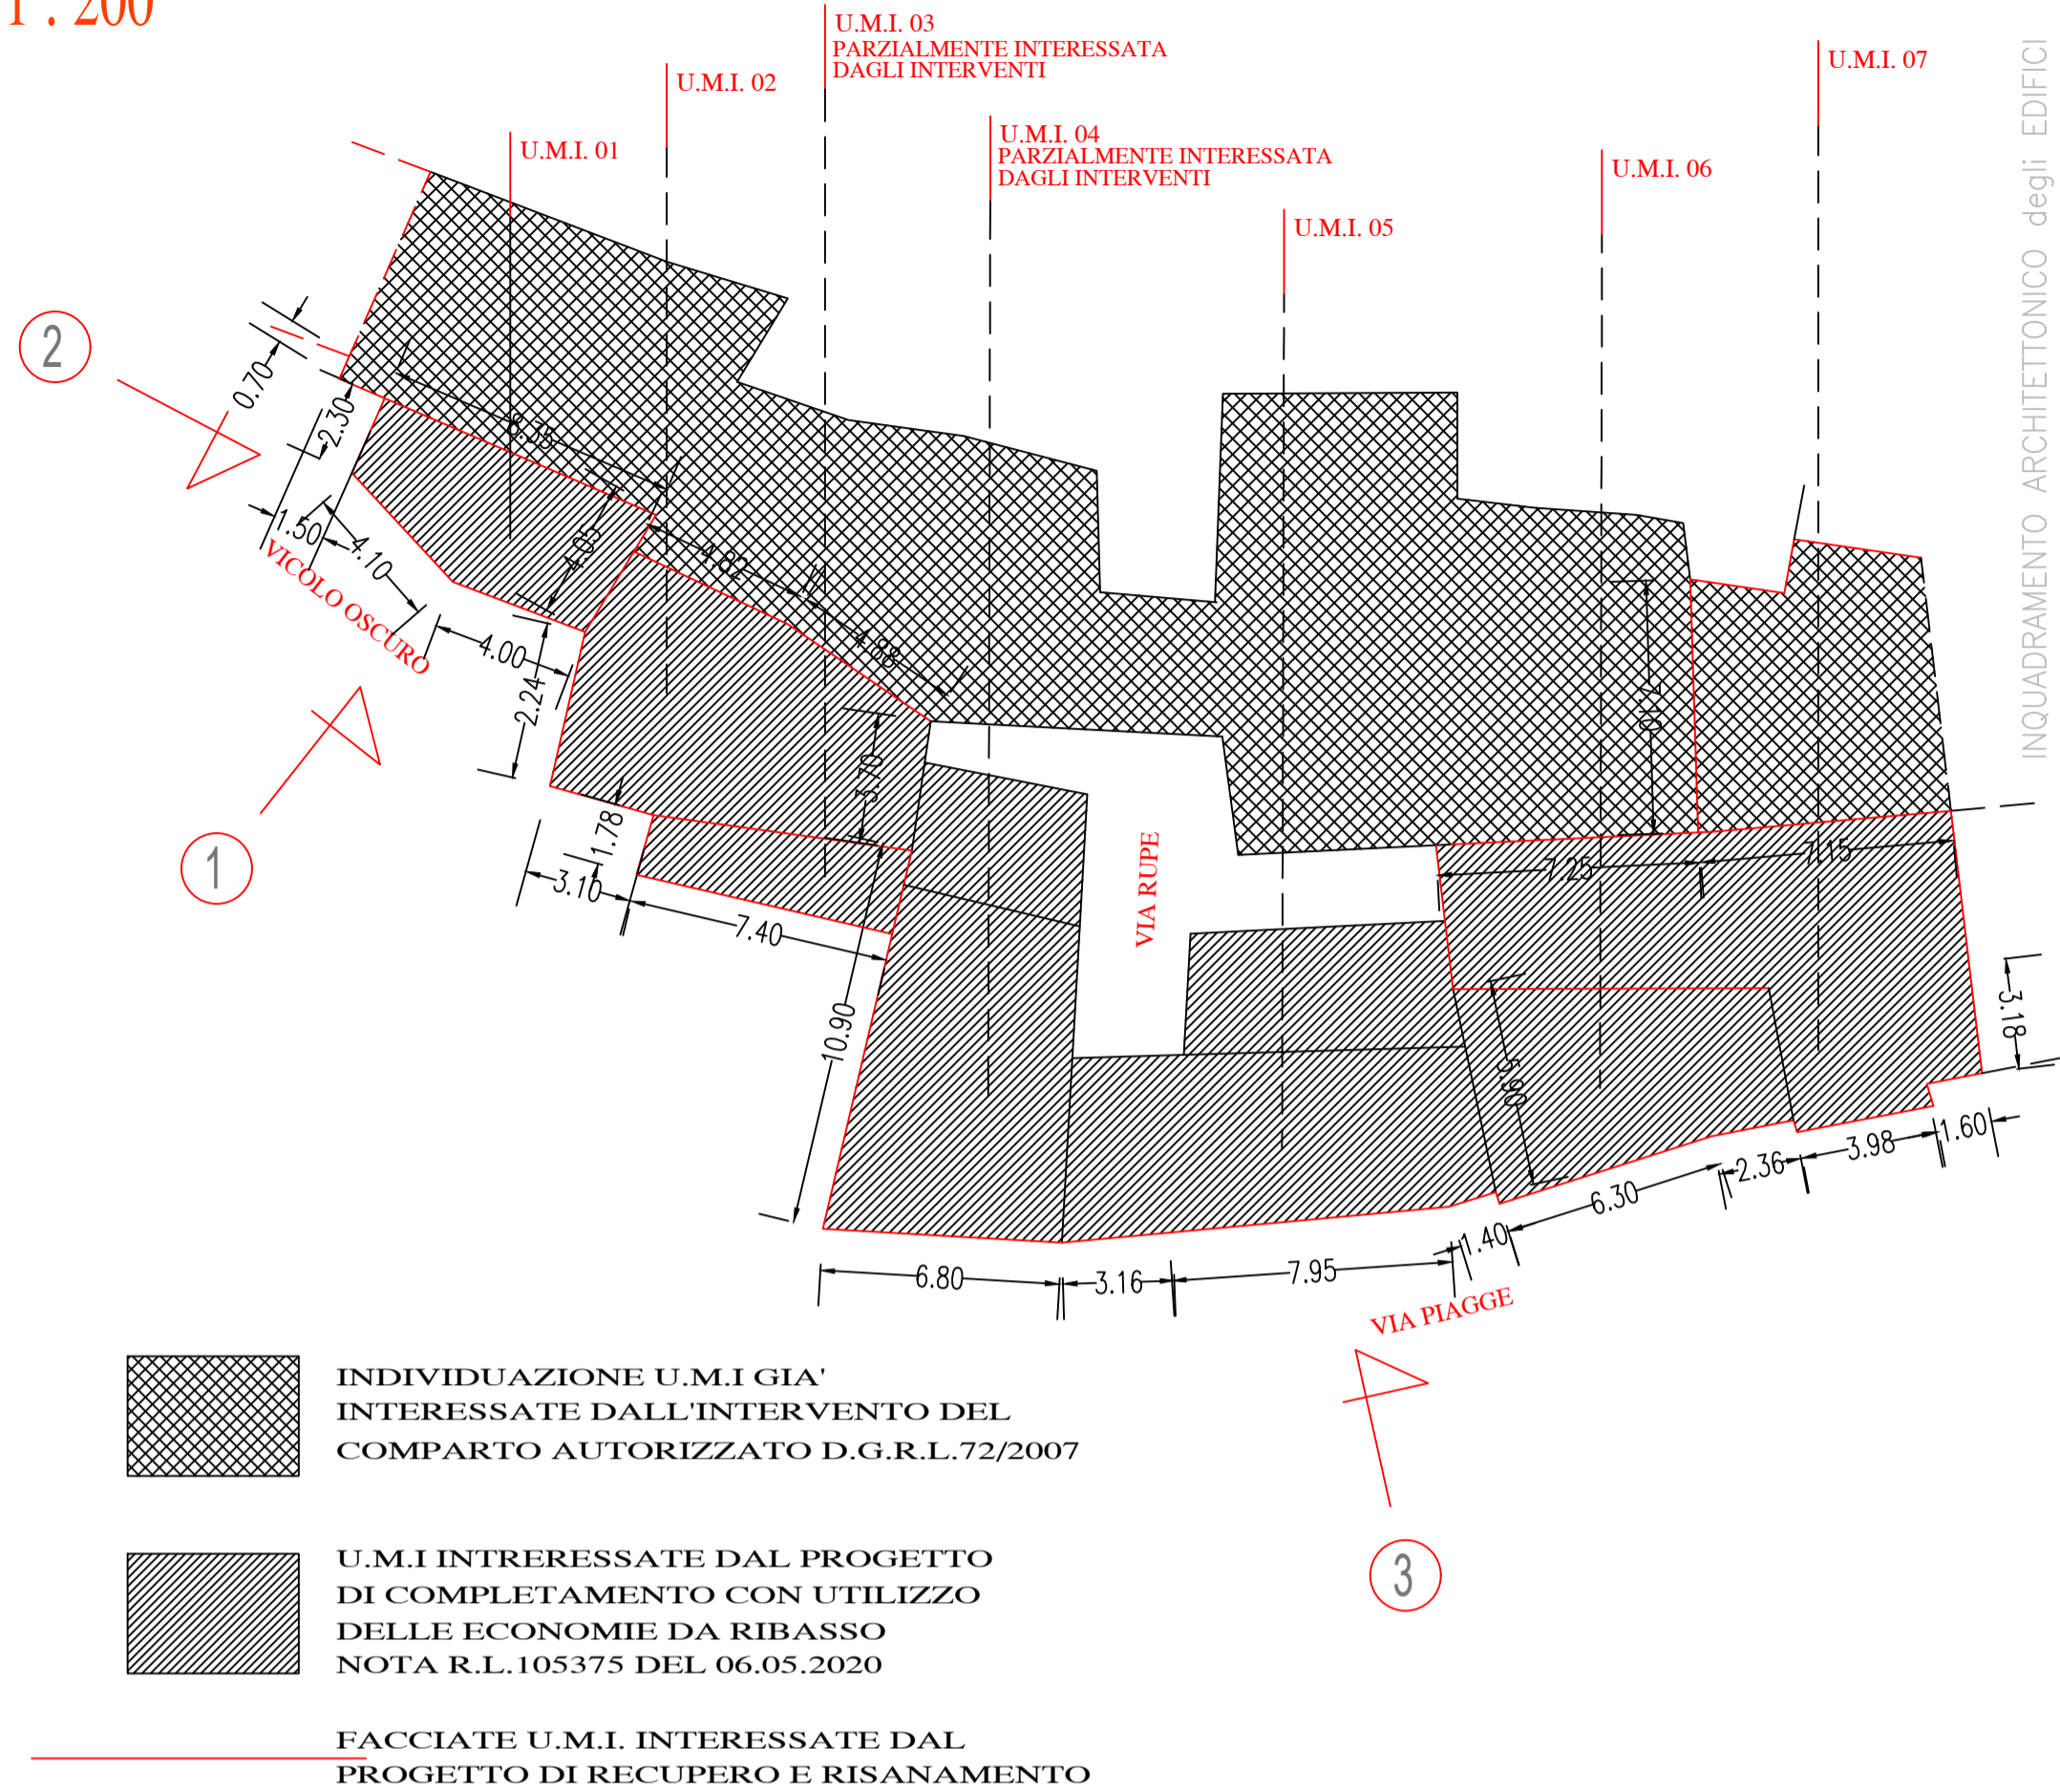 1 : 200
U.M.I. 03
PARZIALMENTE INTERESSATA
DAGLI INTERVENTI
U.M.I. 02
U.M.I. 07
U.M.I. 04
PARZIALMENTE INTERESSATA
DAGLI INTERVENTI
U.M.I. 01
U.M.I. 06
U.M.I. 05
INQUADRAMENTO ARCHITETTONICO degli EDIFICI
2
0.70
2.30
8.35
1.50
4.10
4.05
4.82
VICOLO OSCURO
4.00
4.88
2.24
7.10
3.70
1.78
1
3.10
7.40
VIA RUPE
7.25
7.15
10.90
3.18
5.90
1.60
3.98
2.36
6.30
1.40
6.80
3.16
7.95
VIA PIAGGE
INDIVIDUAZIONE U.M.I GIA'
INTERESSATE DALL'INTERVENTO DEL
COMPARTO AUTORIZZATO D.G.R.L.72/2007
U.M.I INTRERESSATE DAL PROGETTO
DI COMPLETAMENTO CON UTILIZZO
DELLE ECONOMIE DA RIBASSO
NOTA R.L.105375 DEL 06.05.2020
3
FACCIATE U.M.I. INTERESSATE DAL
PROGETTO DI RECUPERO E RISANAMENTO